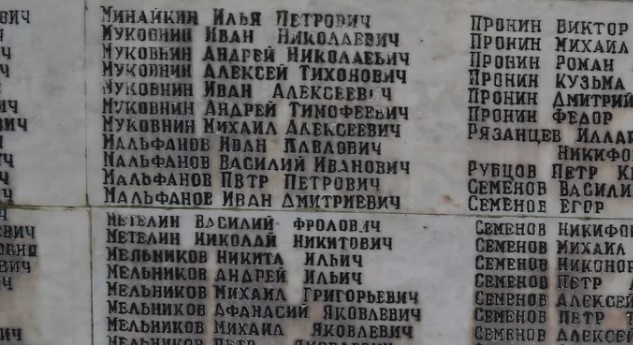 МИНАЙКИН ИЛЬЯ ПЕТРОВИЧ
МУКОВНИН ИВАН НИКОЛАЕВИЧ
МУКОВНИН АНДРЕЙ НИКОЛАЕВИЧ
МУКОВНИН АЛЕКСЕЙ ТИХОНОВИЧ
МУКОВНИН ИВАН АЛЕКСЕЕВИЧ
МУКОВНИН АНДРЕЙ ТИМОФЕЕВИЧ
МУКОВНИН МИХАИЛ АЛЕКСЕЕВИЧ
МАЛЬФАНОВ ИВАН ПАВЛОВИЧ
МАЛЬФАНОВ ВАСИЛИЙ ИВАНОВИЧ
МАЛЬФАНОВ ПЕТР ПЕТРОВИЧ
МАЛЬФАНОВ ИВАН ДМИТРИЕВИЧ
МЕТЕЛИН ВАСИЛИЙ ФРОЛОВИЧ
МЕТЕЛИН НИКОЛАЙ НИКИТОВИЧ
МЕЛЬНИКОВ НИКИТА ИЛЬИЧ
МЕЛЬНИКОВ АНДРЕЙ ИЛЬИЧ
МЕЛЬНИКОВ МИХАИЛ ГРИГОРЬЕВИЧ
МЕЛЬНИКОВ АФАНАСИЙ ЯКОВЛЕВИЧ
МЕЛЬНИКОВ МИХАИЛ ЯКОВЛЕВИЧ
МЕЛЬНИКОВ ПЕТР ЯКОВЛЕВИЧ
ПРОНИН ВИКТОР
ПРОНИН МИХАИЛ
ПРОНИН РОМАН
ПРОНИН КУЗЬМА
ПРОНИН ДМИТРИЙ
ПРОНИН ФЕДОР
РЯЗАНЦЕВ
РУБЦОВ ПЕТР
СЕМЕНОВ
СЕМЕНОВ ЕГОР
СЕМЕНОВ
СЕМЕНОВ МИХАИЛ
СЕМЕНОВ
СЕМЕНОВ ПЕТР
СЕМЕНОВ АЛЕКСЕЙ
СЕМЕНОВ ПЕТР
СЕМЕНОВ